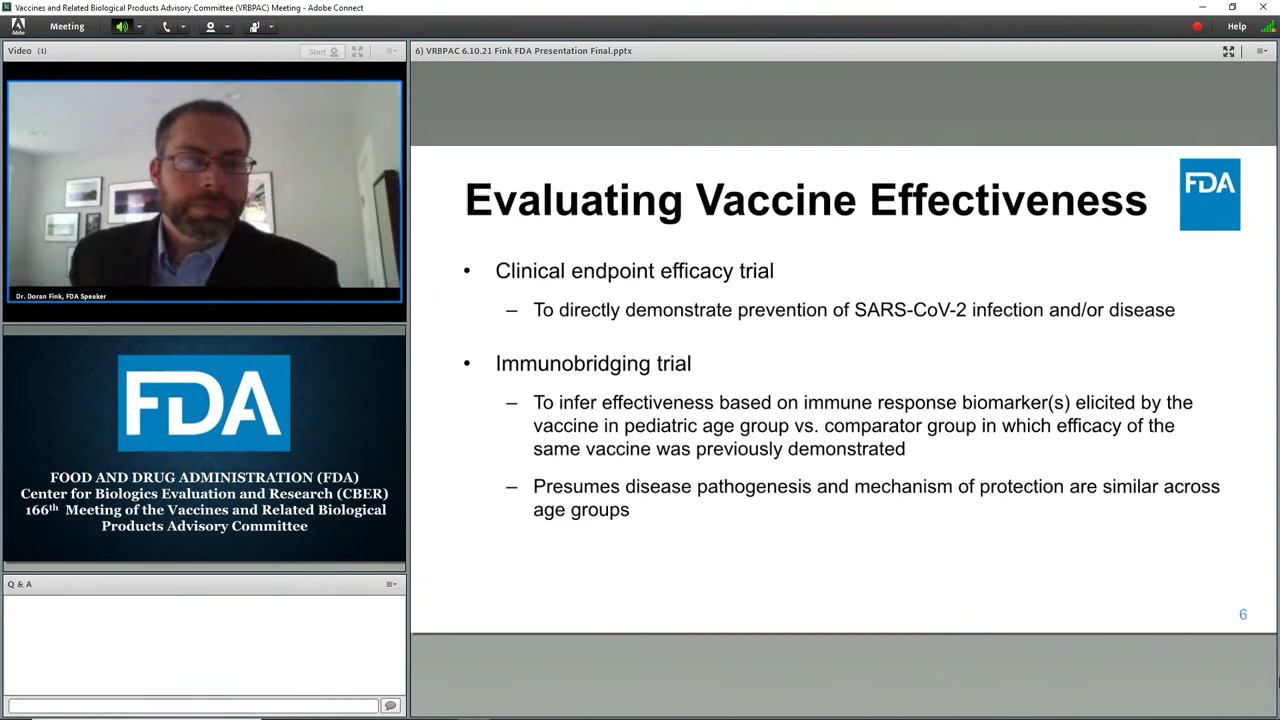 Vaccines and Related Biological Products Advisory Committee (VRBPAC) Meeting - Adobe Connect
Adobe
Meeting
Help
Video (1)
Start
Dr. Doran Fink, FDA Speaker
FDA
FOOD AND DRUG ADMINISTRATION (FDA)
Center for Biologics Evaluation and Research (CBER)
166th Meeting of the Vaccines and Related Biological
Products Advisory Committee
Q & A
6) VRBPAC 6.10.21 Fink FDA Presentation Final.pptx
Evaluating Vaccine Effectiveness
FDA
• Clinical endpoint efficacy trial
– To directly demonstrate prevention of SARS-CoV-2 infection and/or disease
• Immunobridging trial
– To infer effectiveness based on immune response biomarker(s) elicited by the
vaccine in pediatric age group vs. comparator group in which efficacy of the
same vaccine was previously demonstrated
– Presumes disease pathogenesis and mechanism of protection are similar across
age groups
6